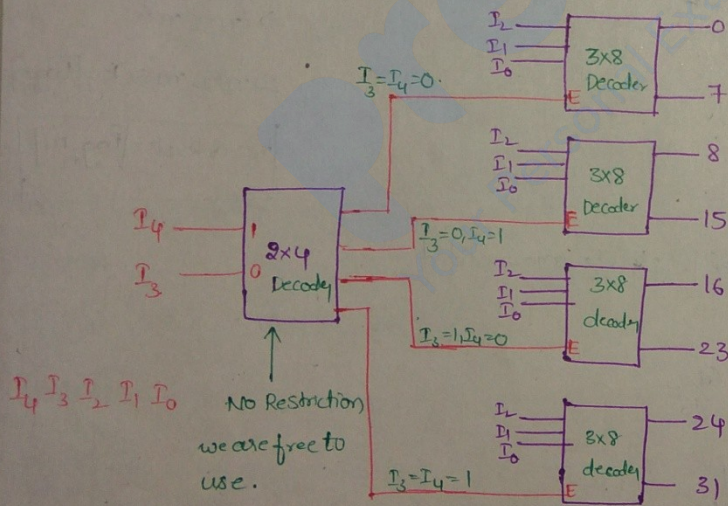 I2
I1
I0
3x8
Decoder
E
0
7
I3=I4=0.
I2
I1
I0
3x8
Decoder
E
8
15
I4
I3
1
0
2x4
Decoder
I3=0,I4=1
I2
I1
I0
3x8
decoder
E
16
23
I3=1,I4=0
I4 I3 I2 I1 I0
No Restriction
we are free to
use.
I2
I1
I0
3x8
decoder
E
24
31
I3=I4=1